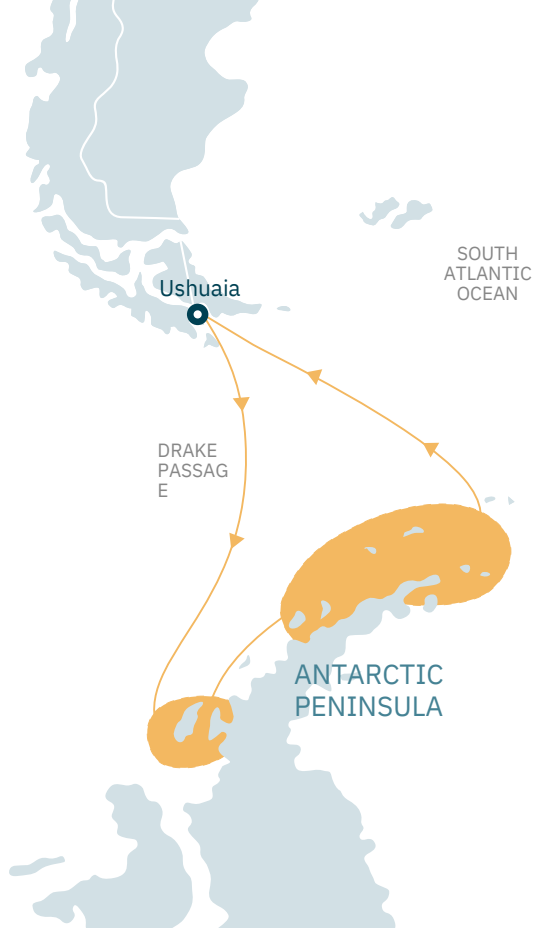 SOUTH
ATLANTIC
OCEAN
Ushuaia
DRAKE
PASSAG
E
ANTARCTIC
PENINSULA